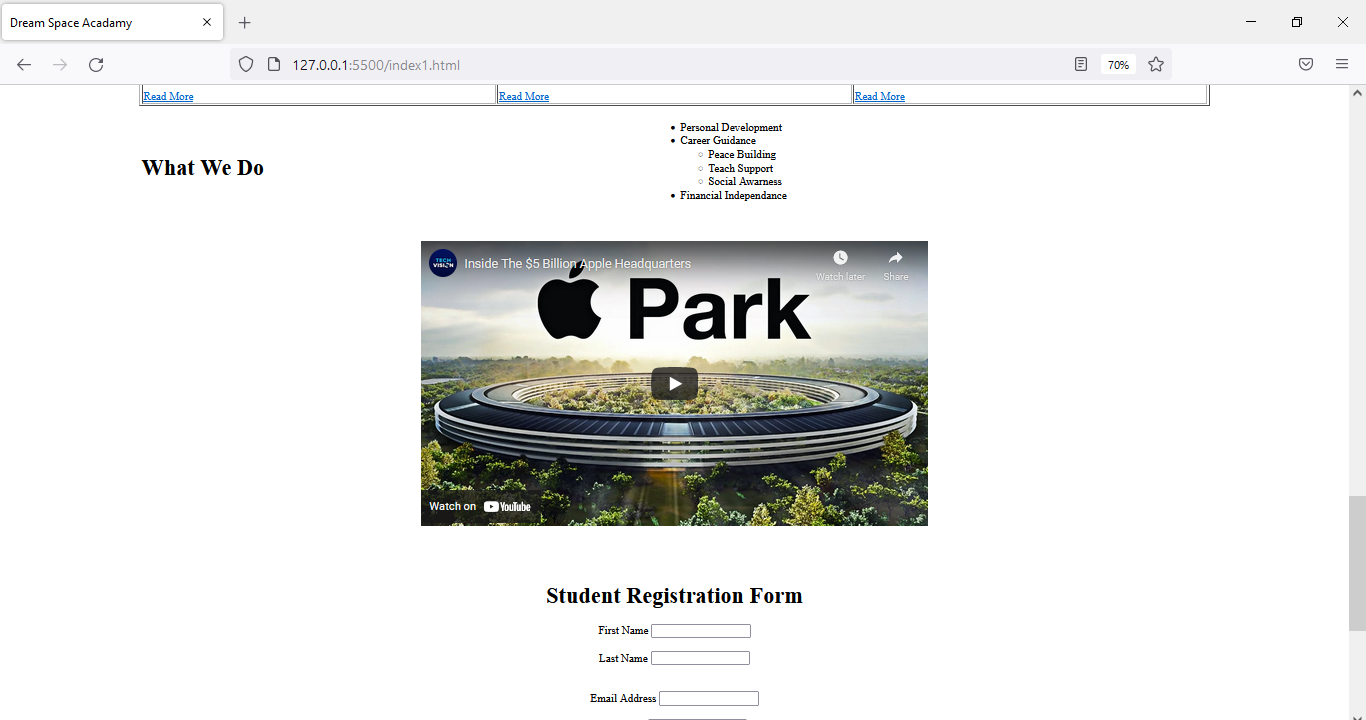 Dream Space Acadamy
127.0.0.1:5500/index1.html
70%
Read More
Read More
Read More
What We Do
Personal Development
Career Guidance
Peace Building
Teach Support
Social Awarness
Financial Independance
TECH
VISION
Inside The $5 Billion Apple Headquarters
Watch later
Share
Park
Watch on YouTube
Student Registration Form
First Name
Last Name
Email Address